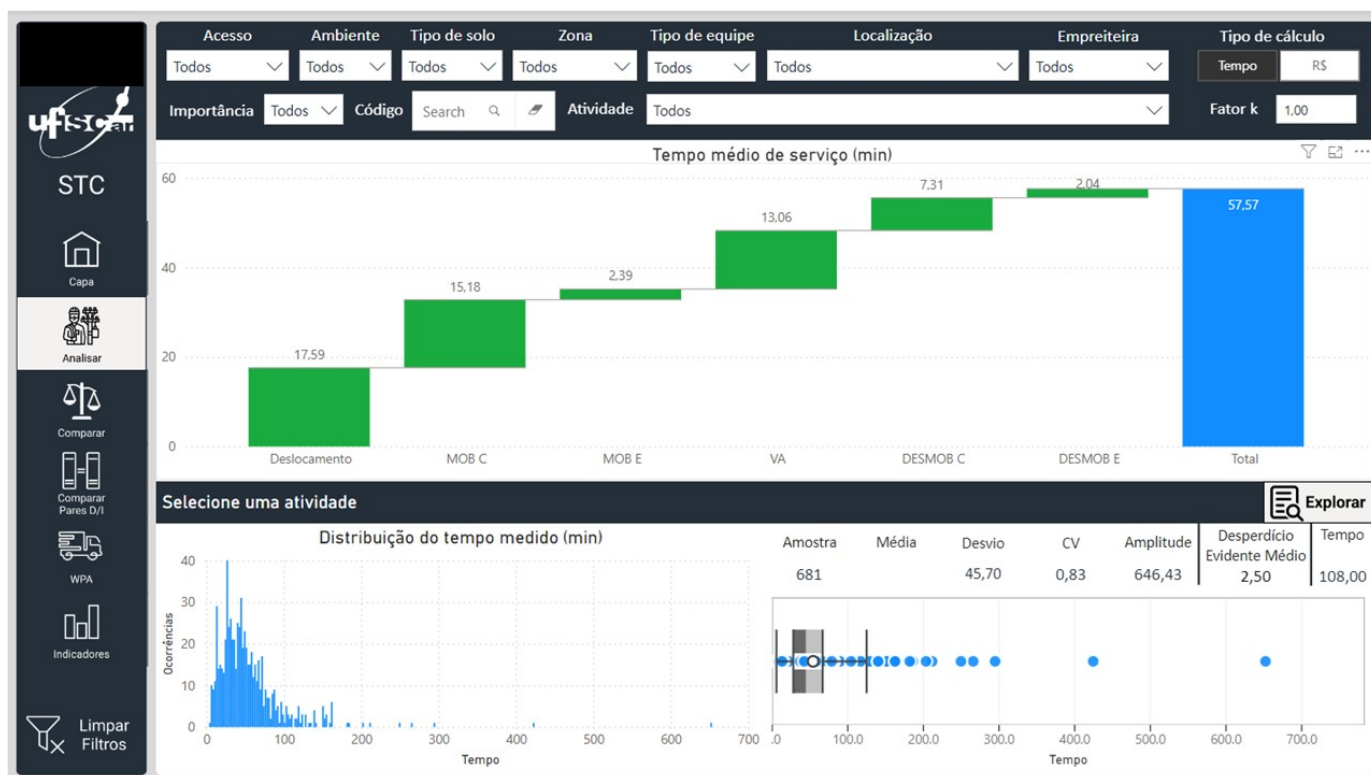 Acesso Ambiente Tipo de solo Zona Tipo de equipe Localização Empreiteira Tipo de cálculo
Todos Todos Todos Todos Todos Todos Todos Tempo R$
Importância Todos Código Search Atividade Todos Fator k 1,00
ufscar
STC
Capa
Analisar
Comparar
Comparar
Pares D/I
WPA
Indicadores
Limpar
Filtros
Tempo médio de serviço (min)
60
40
20
0
17,59
15,18
2,39
13,06
7,31
2,04
57,57
Deslocamento MOB C MOB E VA DESMOB C DESMOB E Total
Selecione uma atividade Explorar
Distribuição do tempo medido (min)
Ocorrências
40
30
20
10
0
0 100 200 300 400 500 600 700
Tempo
Amostra Média Desvio CV Amplitude Desperdício Tempo
Evidente Médio
681 45,70 0,83 646,43 2,50 108,00
.0 100.0 200.0 300.0 400.0 500.0 600.0 700.0
Tempo